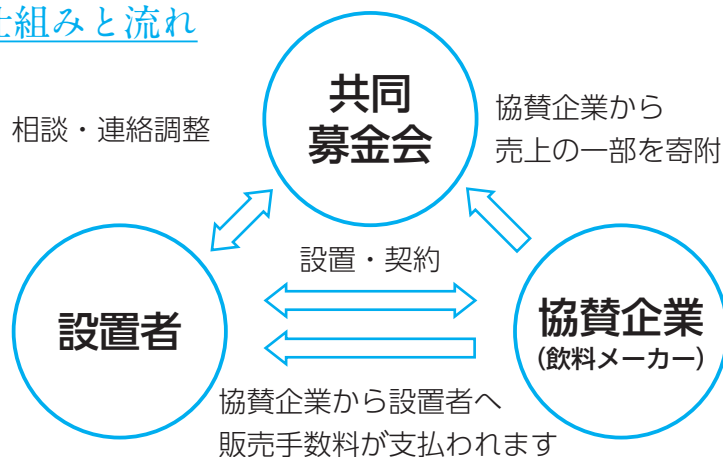 仕組みと流れ
共同
募金会
相談・連絡調整
協賛企業から
売上の一部を寄附
設置・契約
設置者
協賛企業
(飲料メーカー)
協賛企業から設置者へ
販売手数料が支払われます